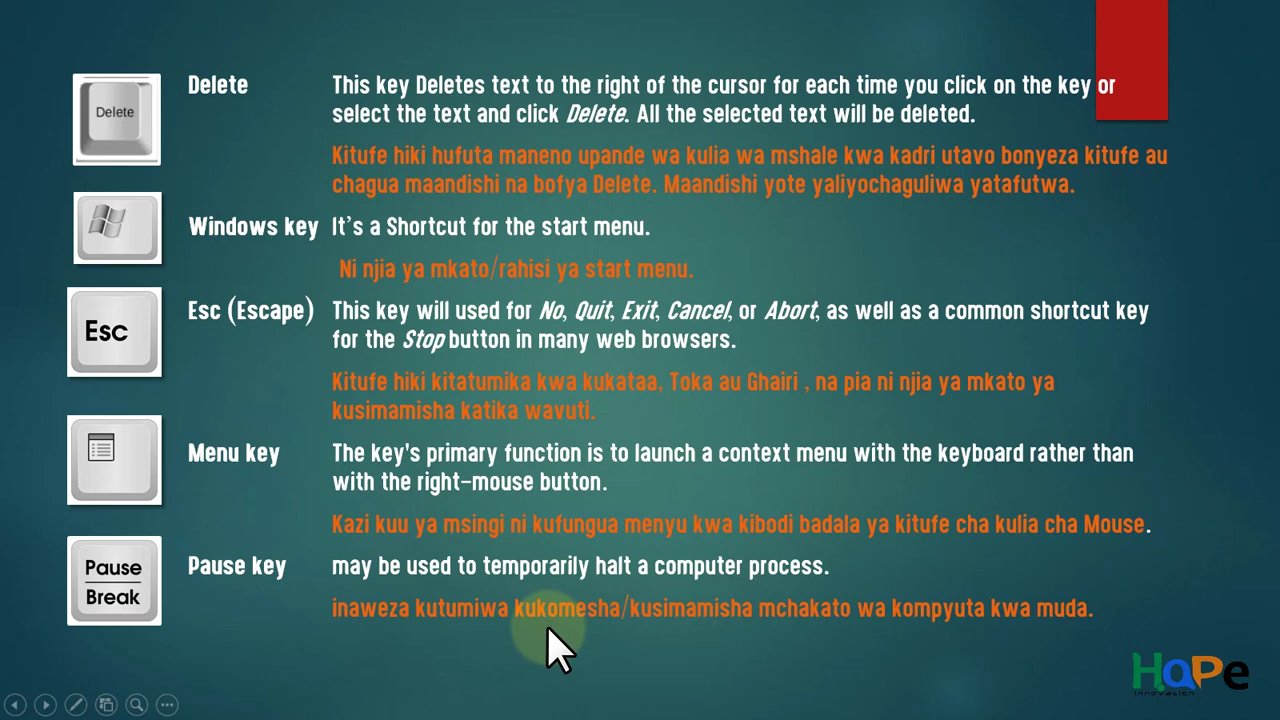 Delete
Delete
This key Deletes text to the right of the cursor for each time you click on the key or
select the text and click Delete. All the selected text will be deleted.
Kitufe hiki hufuta maneno upande wa kulia wa mshale kwa kadri utavo bonyeza kitufe au
chagua maandishi na bofya Delete. Maandishi yote yaliyochaguliwa yatafutwa.
Windows key
It's a Shortcut for the start menu.
Ni njia ya mkato/rahisi ya start menu.
Esc
Esc (Escape)
This key will used for No, Quit, Exit, Cancel, or Abort, as well as a common shortcut key
for the Stop button in many web browsers.
Kitufe hiki kitatumika kwa kukataa, Toka au Ghairi , na pia ni njia ya mkato ya
kusimamisha katika wavuti.
Menu key
The key's primary function is to launch a context menu with the keyboard rather than
with the right-mouse button.
Kazi kuu ya msingi ni kufungua menyu kwa kibodi badala ya kitufe cha kulia cha Mouse.
Pause
Break
Pause key
may be used to temporarily halt a computer process.
inaweza kutumiwa kukomesha/kusimamisha mchakato wa kompyuta kwa muda.
HaPe
innovation